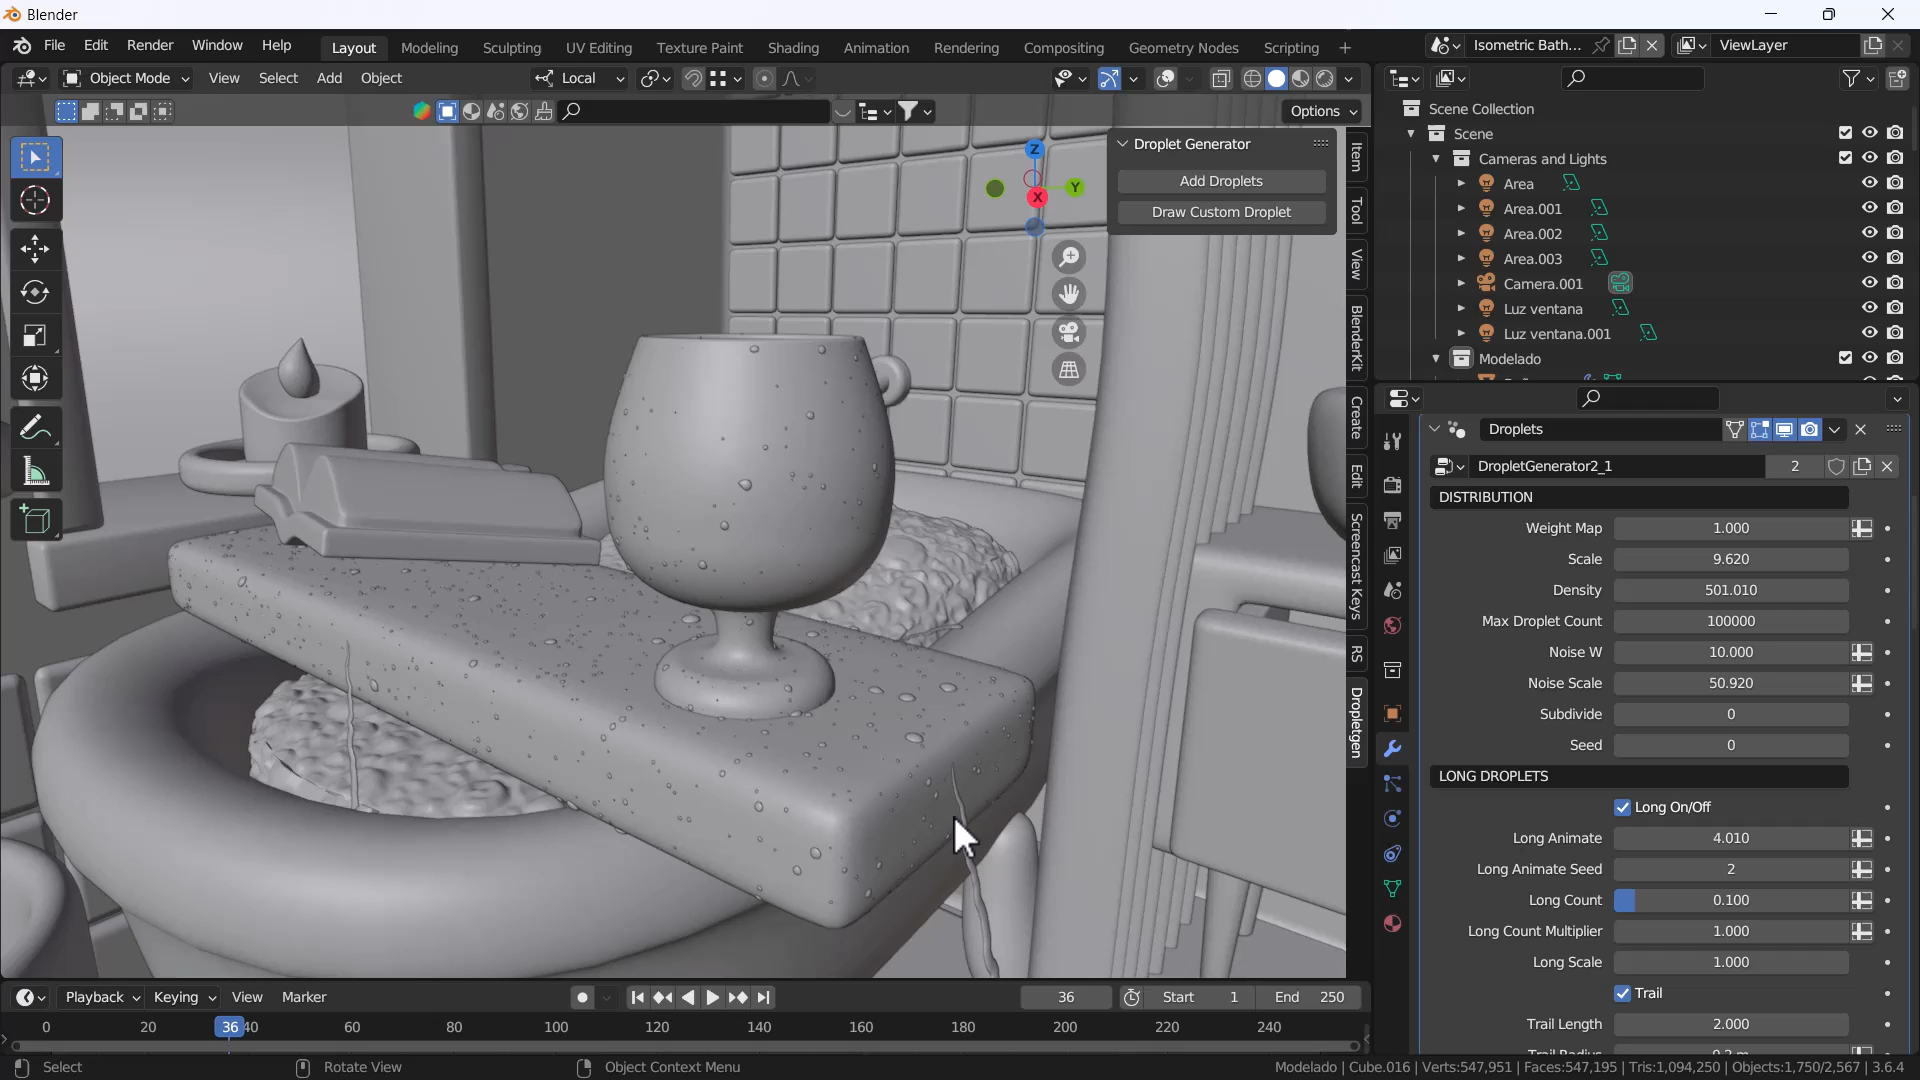 Blender
File Edit Render Window Help
Layout Modeling Sculpting UV Editing Texture Paint Shading Animation Rendering Compositing Geometry Nodes Scripting +
Isometric Bath... ViewLayer
Object Mode View Select Add Object Local
Options
Droplet Generator
Add Droplets
Draw Custom Droplet
Z
Y
X
Item
Tool
View
BlenderKit
Create
Edit
Screencast Keys
RS
Dropletgen
Scene Collection
Scene
Cameras and Lights
Area
Area.001
Area.002
Area.003
Camera.001
Luz ventana
Luz ventana.001
Modelado
Droplets
DropletGenerator2_1 2
DISTRIBUTION
Weight Map 1.000
Scale 9.620
Density 501.010
Max Droplet Count 100000
Noise W 10.000
Noise Scale 50.920
Subdivide 0
Seed 0
LONG DROPLETS
Long On/Off
Long Animate 4.010
Long Animate Seed 2
Long Count 0.100
Long Count Multiplier 1.000
Long Scale 1.000
Trail
Trail Length 2.000
Playback Keying View Marker 36 Start 1 End 250
0 20 36 40 60 80 100 120 140 160 180 200 220 240
Select Rotate View Object Context Menu
Modelado | Cube.016 | Verts:547,951 | Faces:547,195 | Tris:1,094,250 | Objects:1,750/2,567 | 3.6.4